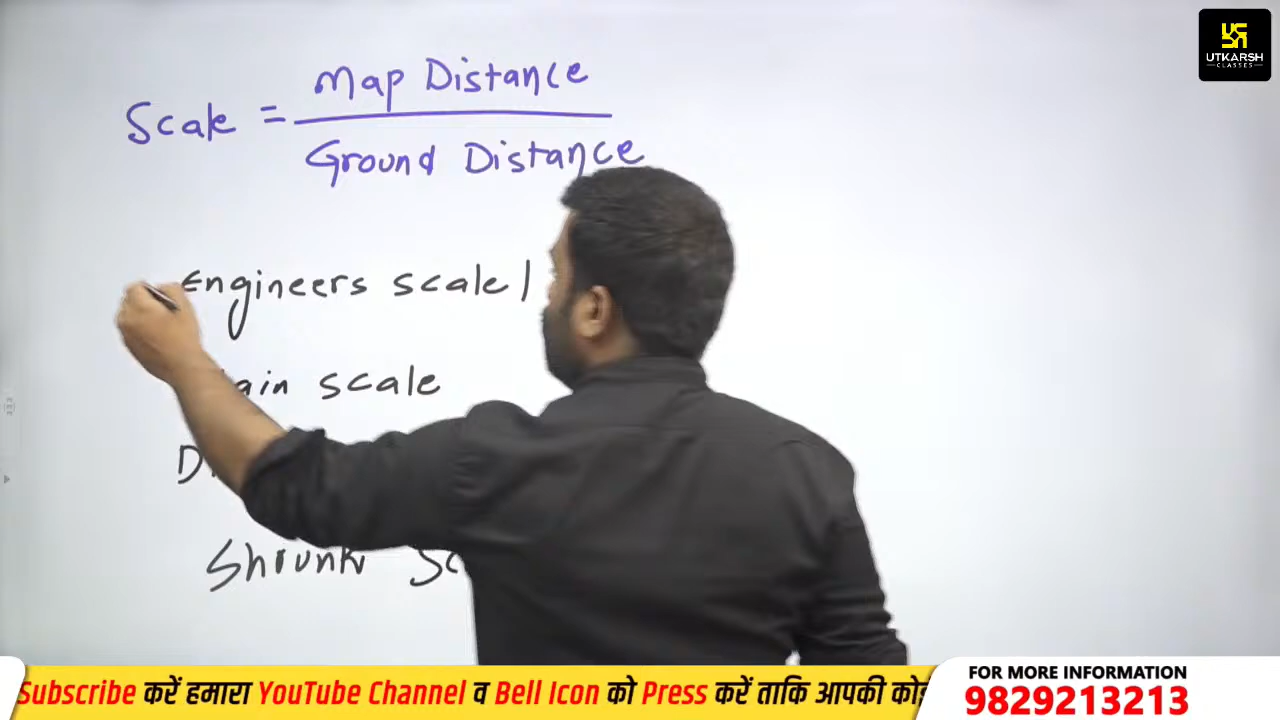 UTKARSH
CLASSES
Scale = Map Distance
Ground Distance
Engineers scale |
scale
Shrunk
Subscribe करें हमारा YouTube Channel व Bell Icon को Press करें ताकि आपकी
FOR MORE INFORMATION
9829213213